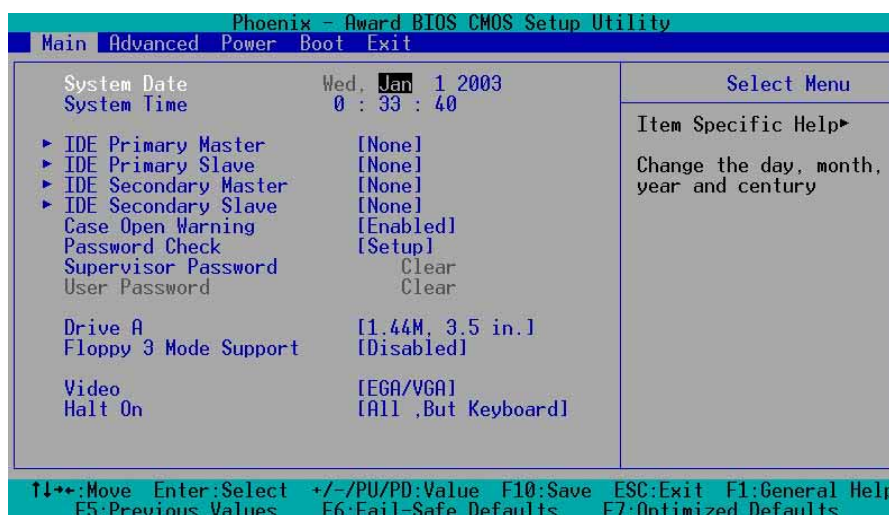 Phoenix - Award BIOS CMOS Setup Utility
Main Advanced Power Boot Exit
System Date Wed, Jan 1 2003
System Time 0 : 33 : 40
IDE Primary Master [None]
IDE Primary Slave [None]
IDE Secondary Master [None]
IDE Secondary Slave [None]
Case Open Warning [Enabled]
Password Check [Setup]
Supervisor Password Clear
User Password Clear
Drive A [1.44M, 3.5 in.]
Floppy 3 Mode Support [Disabled]
Video [EGA/VGA]
Halt On [All ,But Keyboard]
Select Menu
Item Specific Help►
Change the day, month,
year and century
↑↓→←:Move Enter:Select +/-/PU/PD:Value F10:Save ESC:Exit F1:General Help
F5:Previous Values F6:Fail-Safe Defaults F7:Optimized Defaults